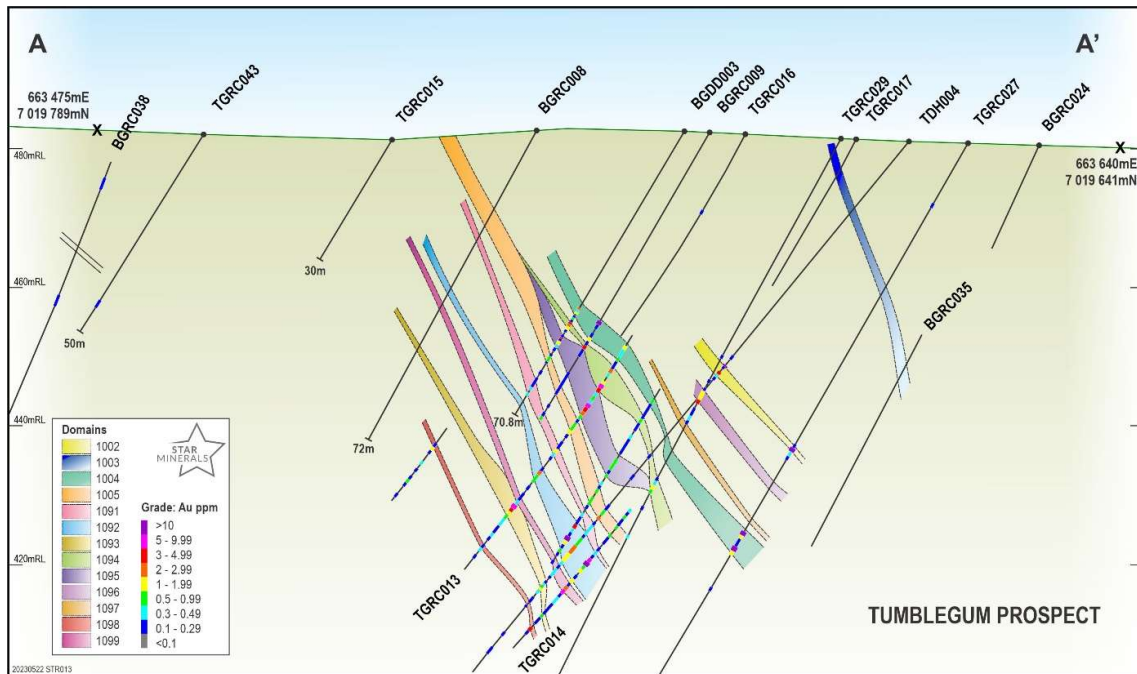 A
A'
663 475mE
7 019 789mN
X
BGRC038
TGRC043
TGRC015
BGRC008
BGDD003
BGRC009
TGRC016
TGRC029
TGRC017
TDH004
TGRC027
BGRC024
X
663 640mE
7 019 641mN
480mRL
460mRL
440mRL
420mRL
30m
50m
72m
70.8m
BGRC035
TGRC013
TGRC014
Domains
1002
1003
1004
1005
1091
1092
1093
1094
1095
1096
1097
1098
1099
STAR
MINERALS
Grade: Au ppm
>10
5 - 9.99
3 - 4.99
2 - 2.99
1 - 1.99
0.5 - 0.99
0.3 - 0.49
0.1 - 0.29
<0.1
TUMBLEGUM PROSPECT
20230522 STR013